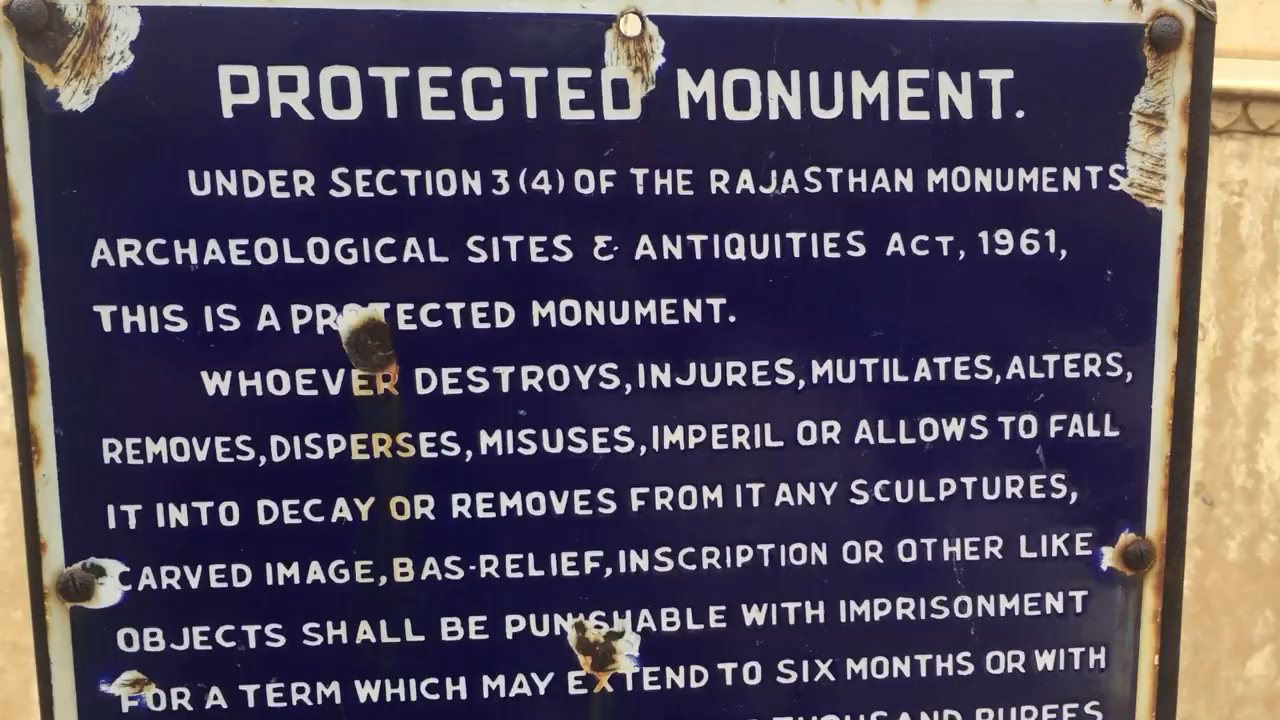 PROTECTED MONUMENT.
UNDER SECTION 3 (4) OF THE RAJASTHAN MONUMENTS
ARCHAEOLOGICAL SITES & ANTIQUITIES ACT, 1961,
THIS IS A PROTECTED MONUMENT.
WHOEVER DESTROYS, INJURES, MUTILATES, ALTERS,
REMOVES, DISPERSES, MISUSES, IMPERIL OR ALLOWS TO FALL
IT INTO DECAY OR REMOVES FROM IT ANY SCULPTURES,
CARVED IMAGE, BAS-RELIEF, INSCRIPTION OR OTHER LIKE
OBJECTS SHALL BE PUNISHABLE WITH IMPRISONMENT
FOR A TERM WHICH MAY EXTEND TO SIX MONTHS OR WITH
THOUSAND RUPEES